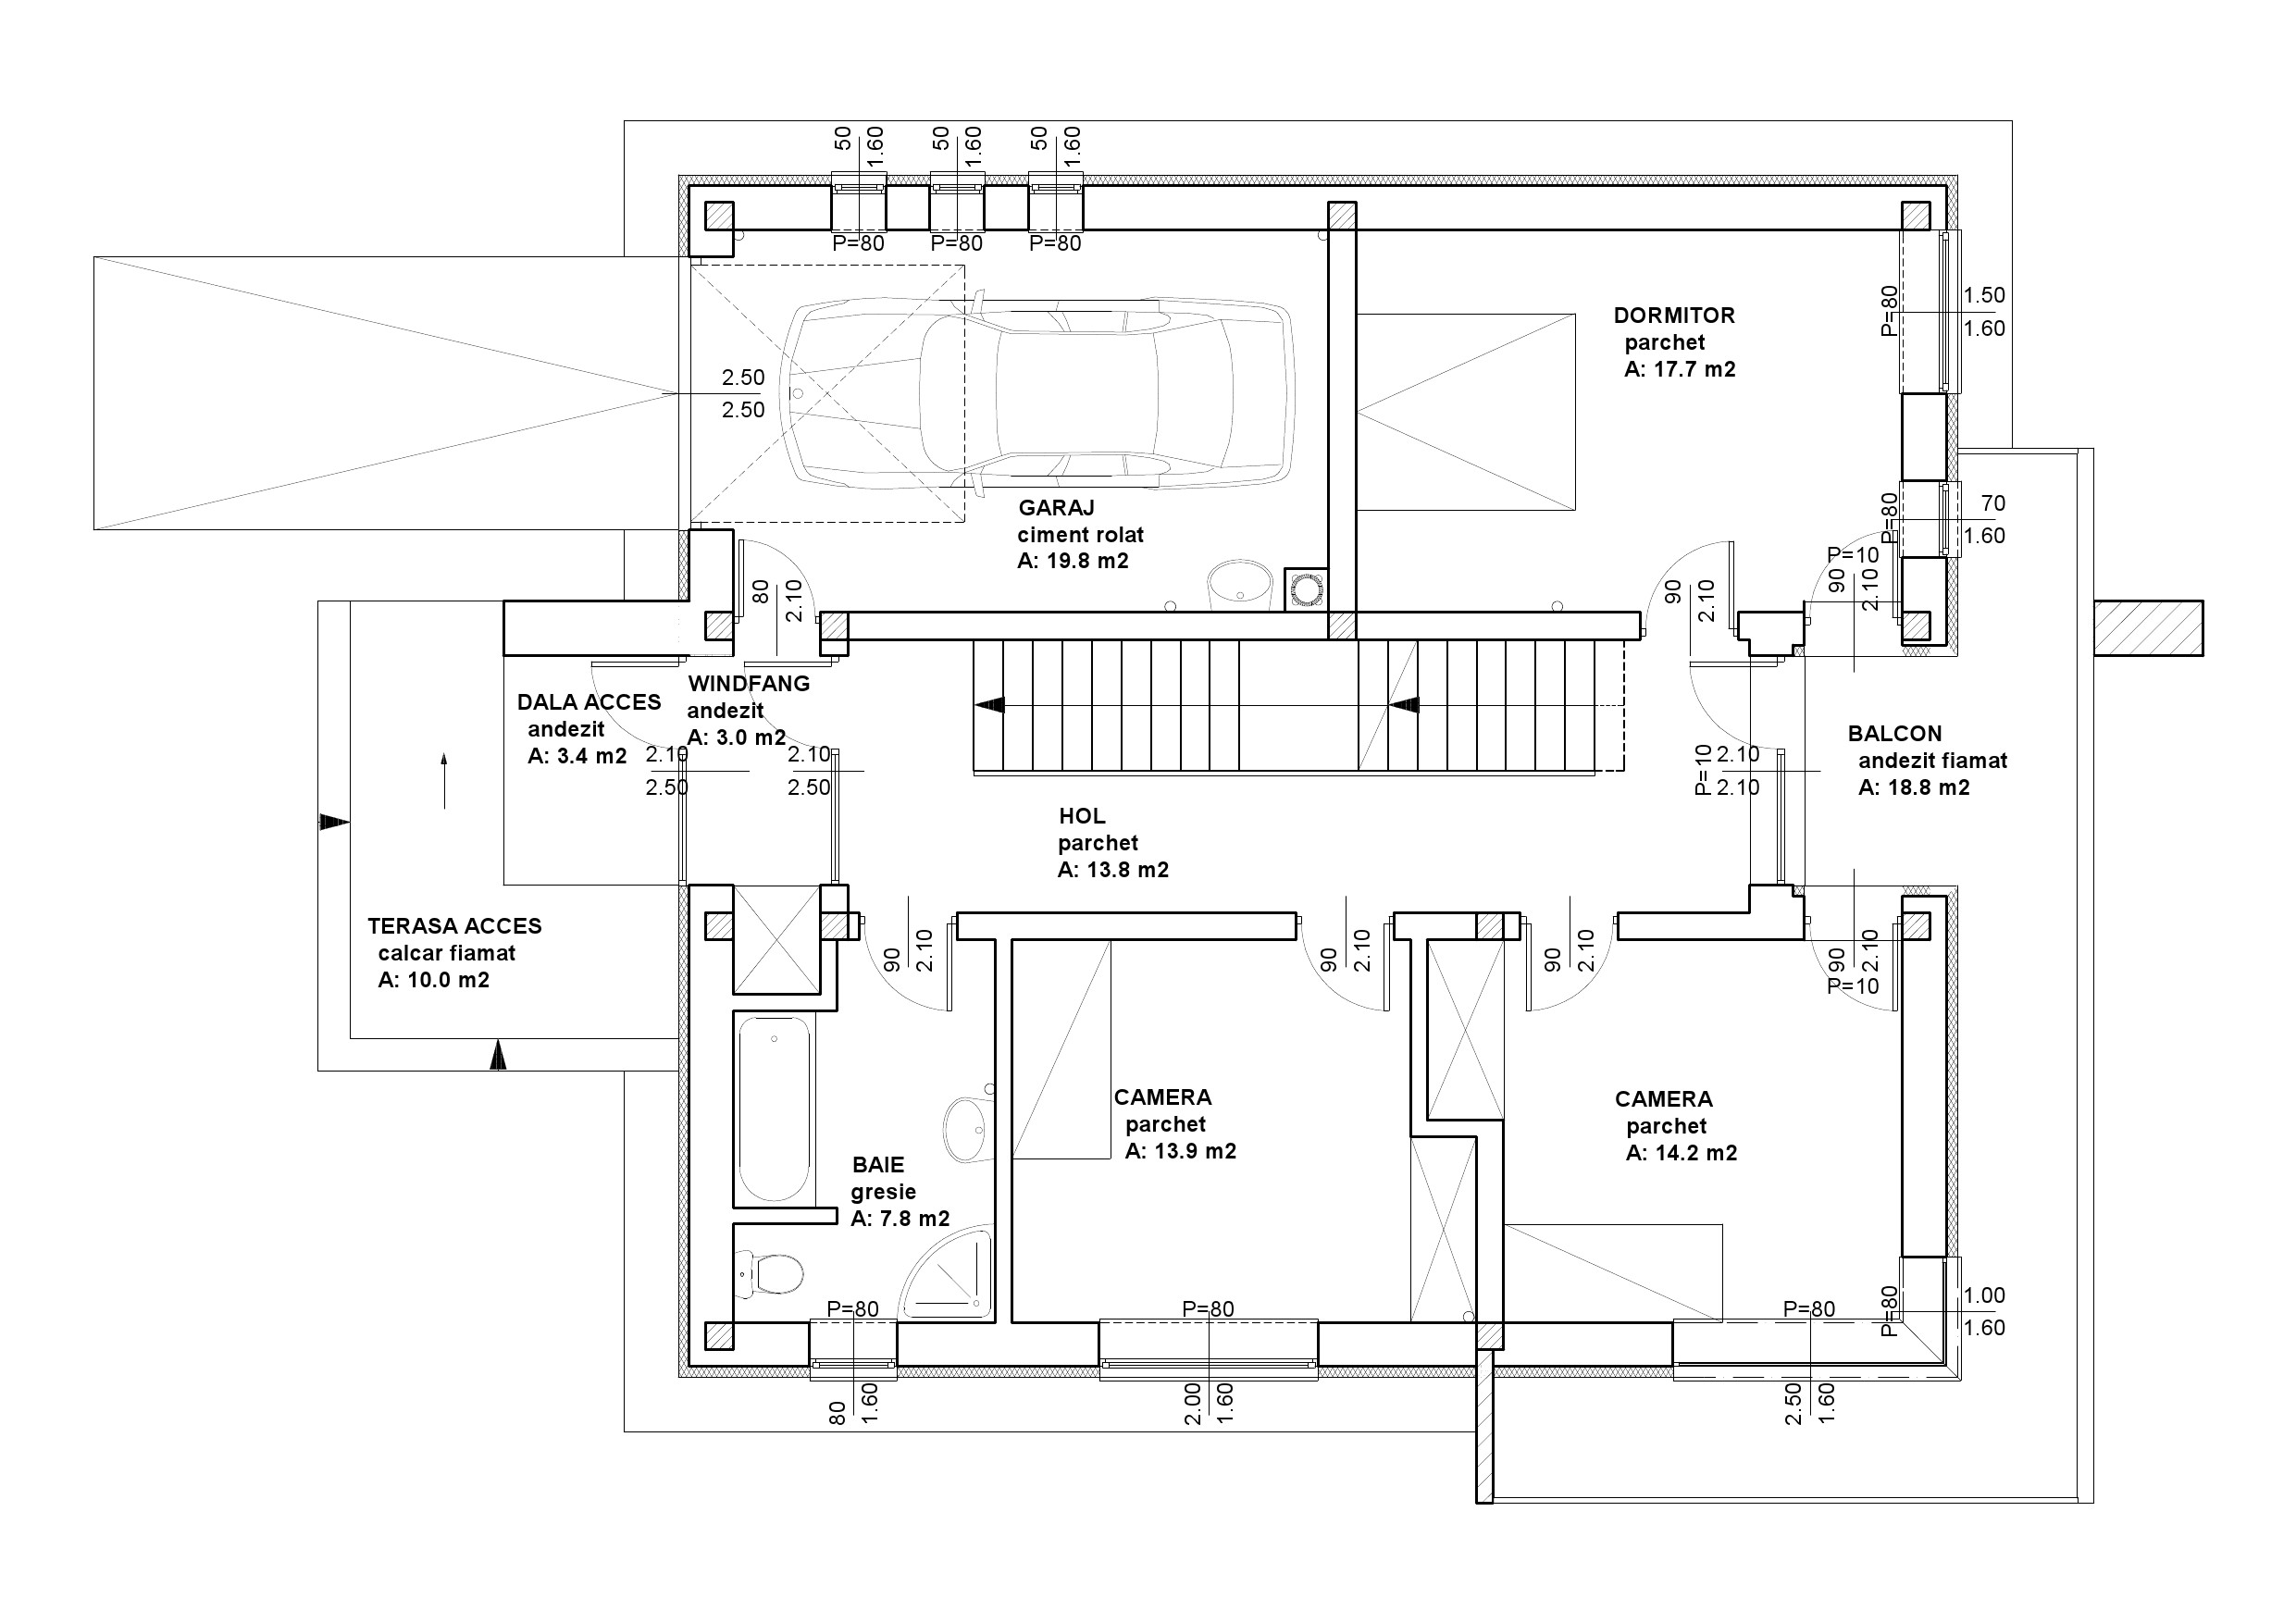 50
1.60
50
1.60
50
1.60
P=80
P=80
P=80
DORMITOR
parchet
A: 17.7 m2
P=80
1.50
1.60
2.50
2.50
GARAJ
ciment rolat
A: 19.8 m2
P=80
70
1.60
P=10
90
2.10
80
2.10
90
2.10
DALA ACCES
andezit
A: 3.4 m2
WINDFANG
andezit
A: 3.0 m2
2.10
2.50
2.10
2.50
P=10
2.10
2.10
BALCON
andezit fiamat
A: 18.8 m2
HOL
parchet
A: 13.8 m2
TERASA ACCES
calcar fiamat
A: 10.0 m2
90
2.10
90
2.10
90
2.10
90
2.10
P=10
CAMERA
parchet
A: 13.9 m2
CAMERA
parchet
A: 14.2 m2
BAIE
gresie
A: 7.8 m2
P=80
P=80
P=80
P=80
1.00
1.60
80
1.60
2.00
1.60
2.50
1.60